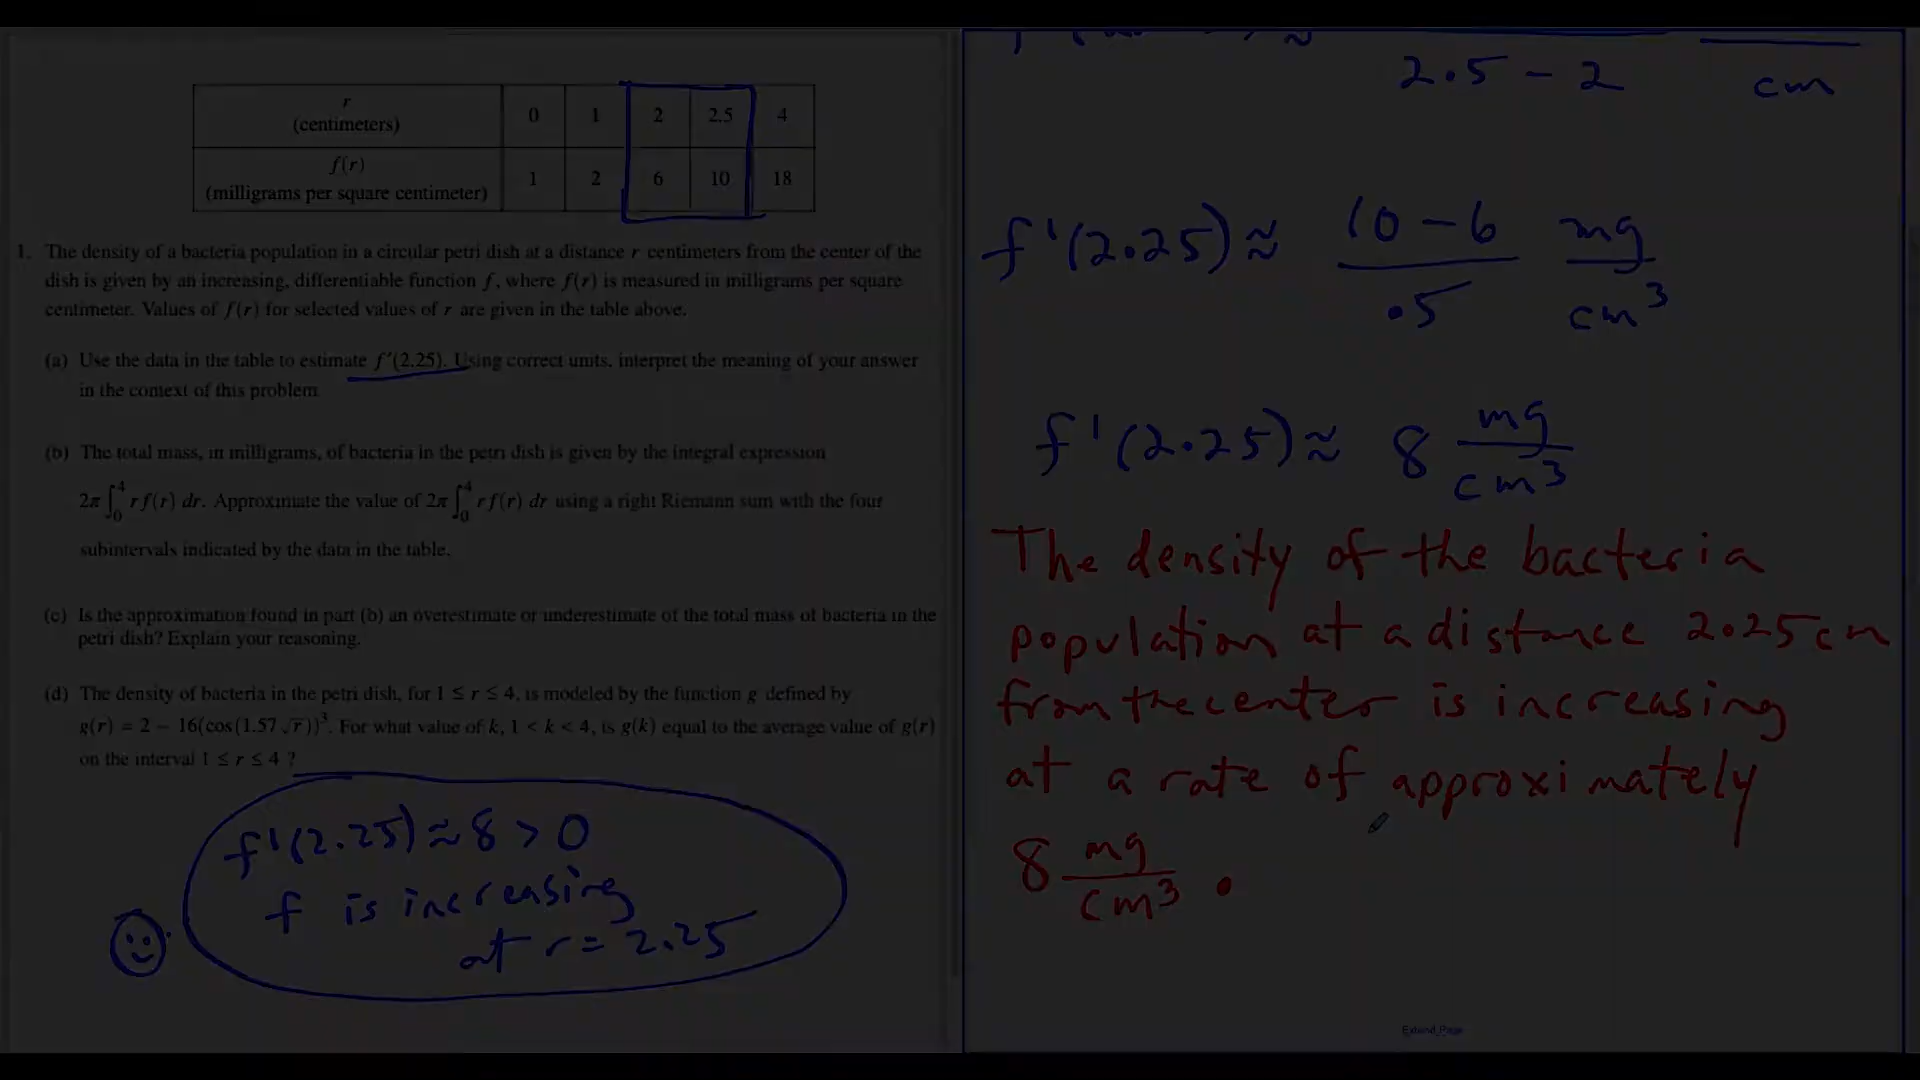 r
(centimeters)
0 1 2 2.5 4
f(r)
(milligrams per square centimeter)
1 2 6 10 18
1. The density of a bacteria population in a circular petri dish at a distance r centimeters from the center of the
dish is given by an increasing, differentiable function f, where f(r) is measured in milligrams per square
centimeter. Values of f(r) for selected values of r are given in the table above.
(a) Use the data in the table to estimate f′(2.25). Using correct units, interpret the meaning of your answer
in the context of this problem.
(b) The total mass, in milligrams, of bacteria in the petri dish is given by the integral expression
2π ∫₀⁴ r f(r) dr. Approximate the value of 2π ∫₀⁴ r f(r) dr using a right Riemann sum with the four
subintervals indicated by the data in the table.
(c) Is the approximation found in part (b) an overestimate or underestimate of the total mass of bacteria in the
petri dish? Explain your reasoning.
(d) The density of bacteria in the petri dish, for 1 ≤ r ≤ 4, is modeled by the function g defined by
g(r) = 2 − 16(cos(1.57√r))³. For what value of k, 1 < k < 4, is g(k) equal to the average value of g(r)
on the interval 1 ≤ r ≤ 4 ?
f'(2.25) ≈ 8 > 0
f is increasing
at r = 2.25
2.5 - 2 cm
f'(2.25) ≈ 10 - 6 mg
.5 cm³
f'(2.25) ≈ 8 mg
cm³
The density of the bacteria
population at a distance 2.25 cm
from the center is increasing
at a rate of approximately
8 mg
cm³ .
Extend_Page